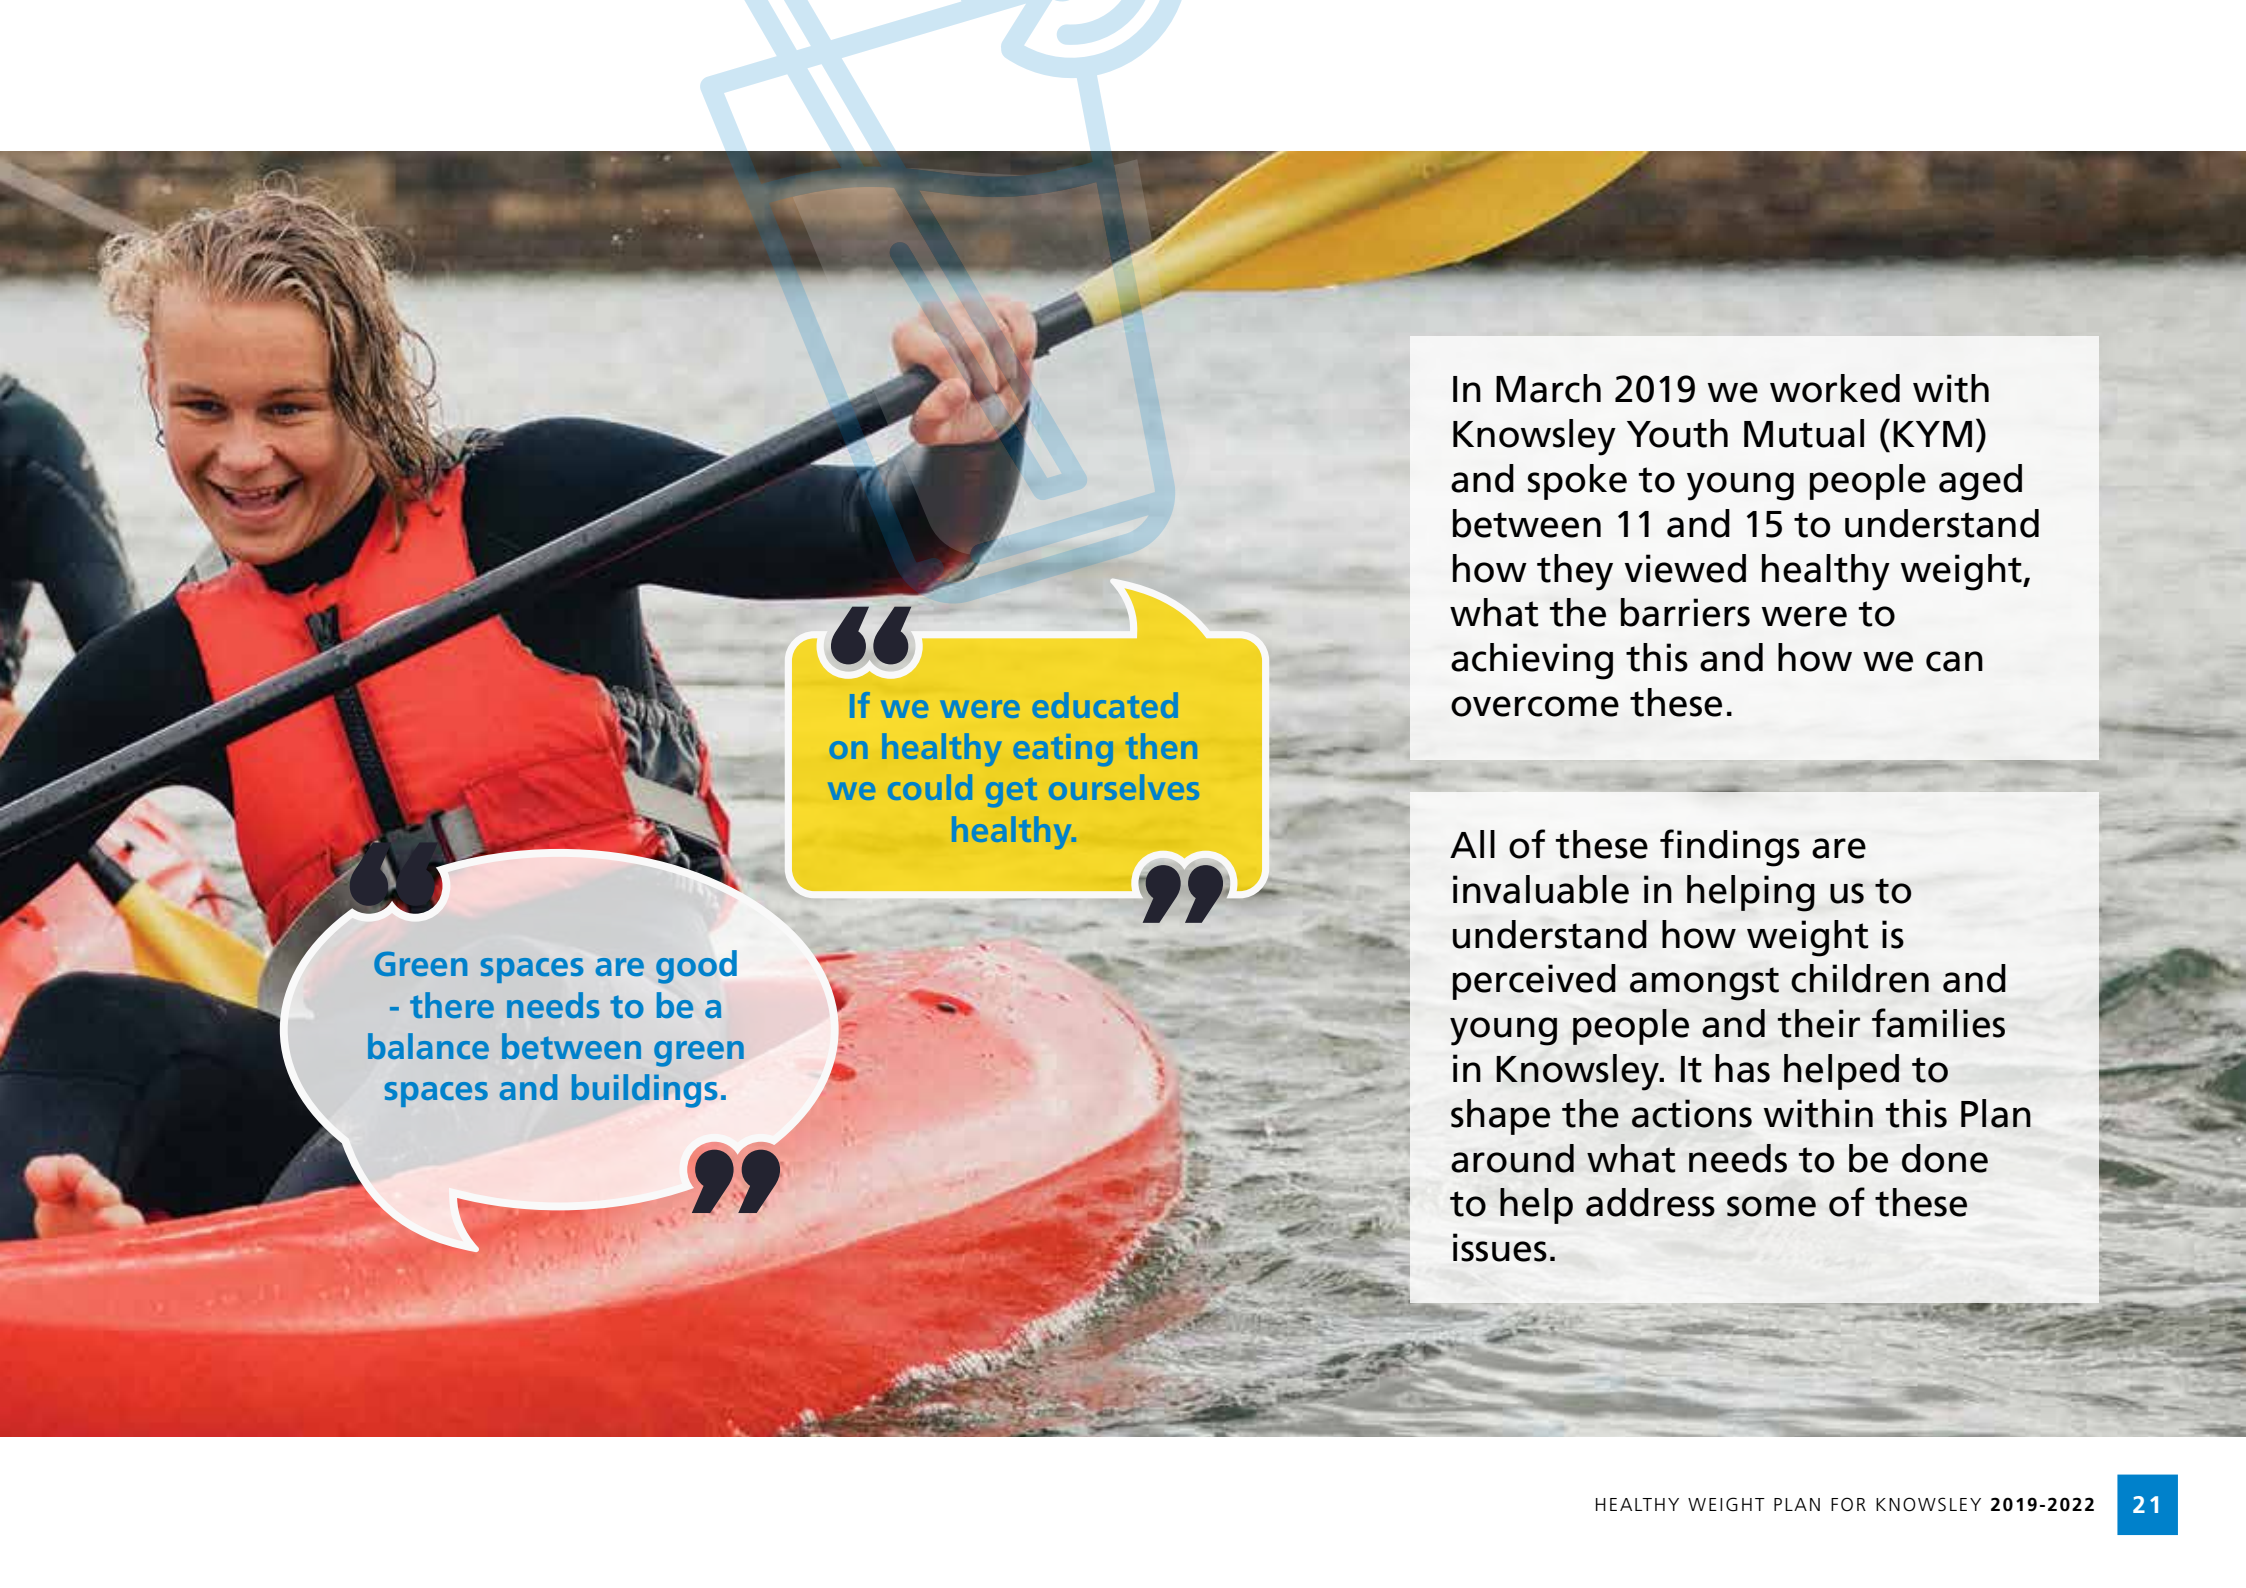 In March 2019 we worked with
Knowsley Youth Mutual (KYM)
and spoke to young people aged
between 11 and 15 to understand
how they viewed healthy weight,
what the barriers were to
achieving this and how we can
overcome these.
“
If we were educated
on healthy eating then
we could get ourselves
healthy.
”
“
Green spaces are good
- there needs to be a
balance between green
spaces and buildings.
”
All of these findings are
invaluable in helping us to
understand how weight is
perceived amongst children and
young people and their families
in Knowsley. It has helped to
shape the actions within this Plan
around what needs to be done
to help address some of these
issues.
HEALTHY WEIGHT PLAN FOR KNOWSLEY 2019-2022 21